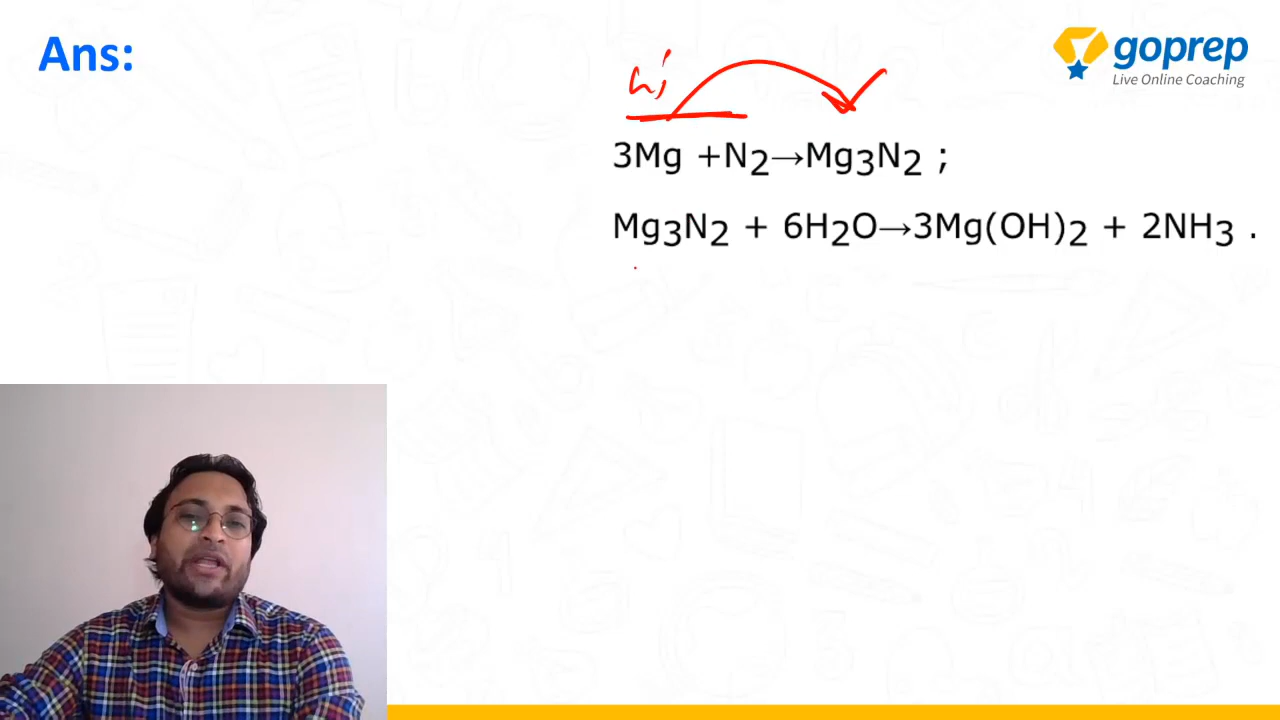 Ans:
goprep
Live Online Coaching
3Mg +N2→Mg3N2 ;
Mg3N2 + 6H2O→3Mg(OH)2 + 2NH3 .